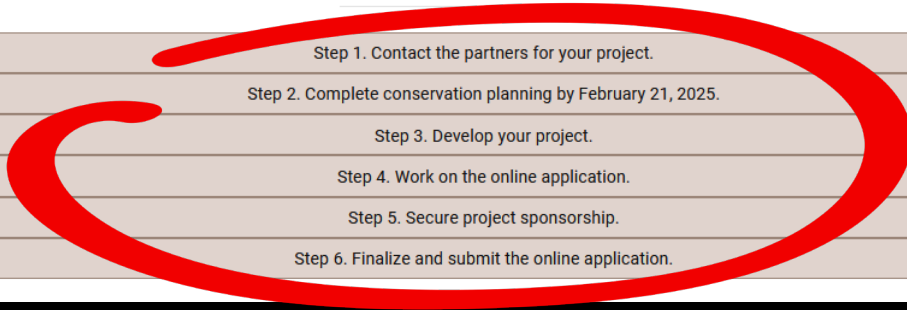 Step 1. Contact the partners for your project.
Step 2. Complete conservation planning by February 21, 2025.
Step 3. Develop your project.
Step 4. Work on the online application.
Step 5. Secure project sponsorship.
Step 6. Finalize and submit the online application.